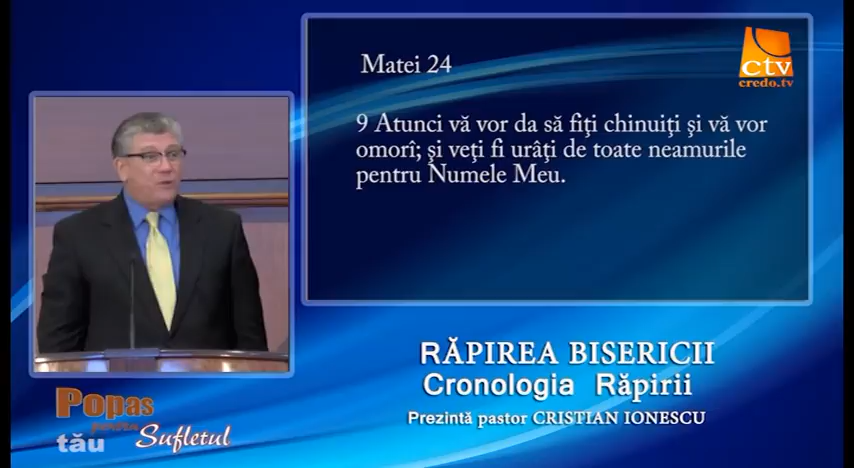 Matei 24
9 Atunci vă vor da să fiţi chinuiţi şi vă vor
omorî; şi veţi fi urâţi de toate neamurile
pentru Numele Meu.
ctv
credo.tv
RĂPIREA BISERICII
Cronologia Răpirii
Prezintă pastor CRISTIAN IONESCU
Popas
pentru
tău Sufletul